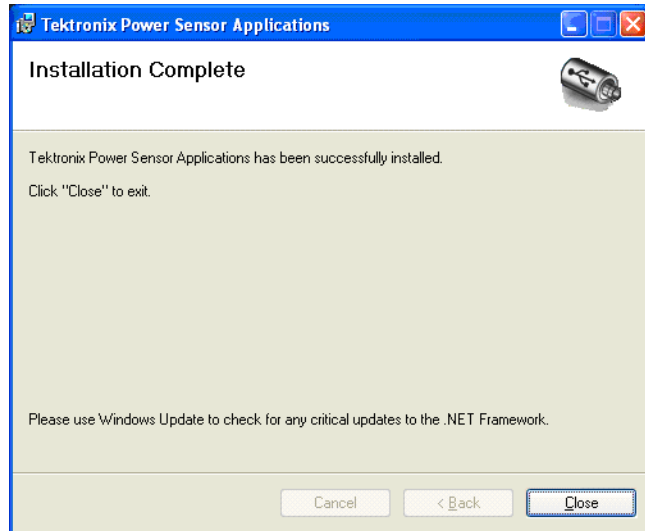 Tektronix Power Sensor Applications
Installation Complete
Tektronix Power Sensor Applications has been successfully installed.
Click "Close" to exit.
Please use Windows Update to check for any critical updates to the .NET Framework.
Cancel
< Back
Close